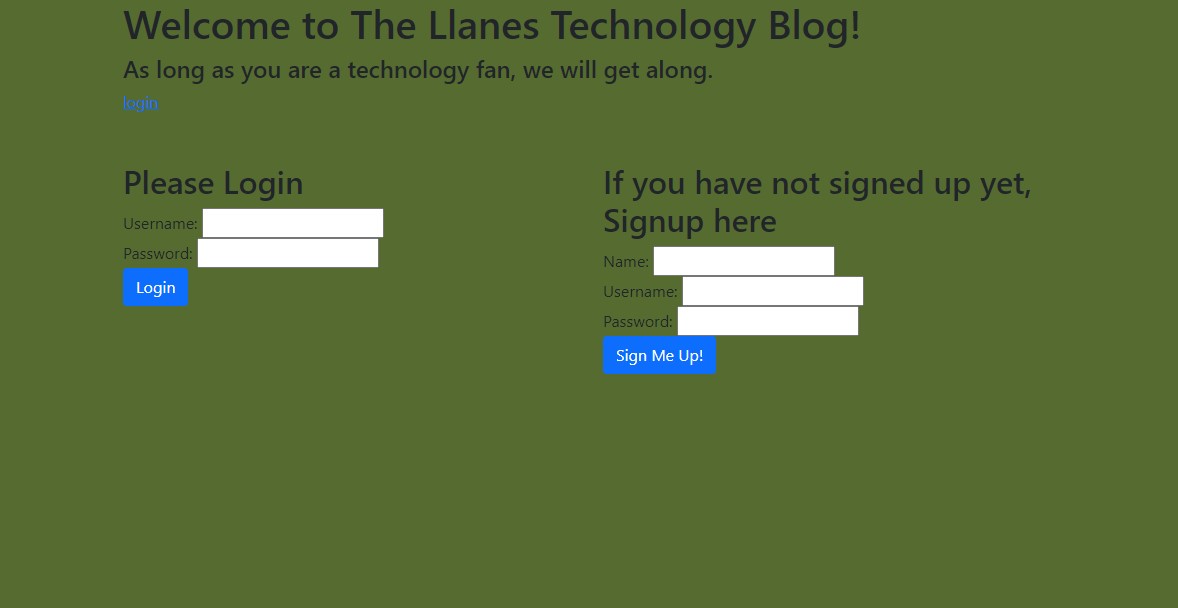 Welcome to The Llanes Technology Blog!
As long as you are a technology fan, we will get along.
login
Please Login
Username:
Password:
Login
If you have not signed up yet,
Signup here
Name:
Username:
Password:
Sign Me Up!